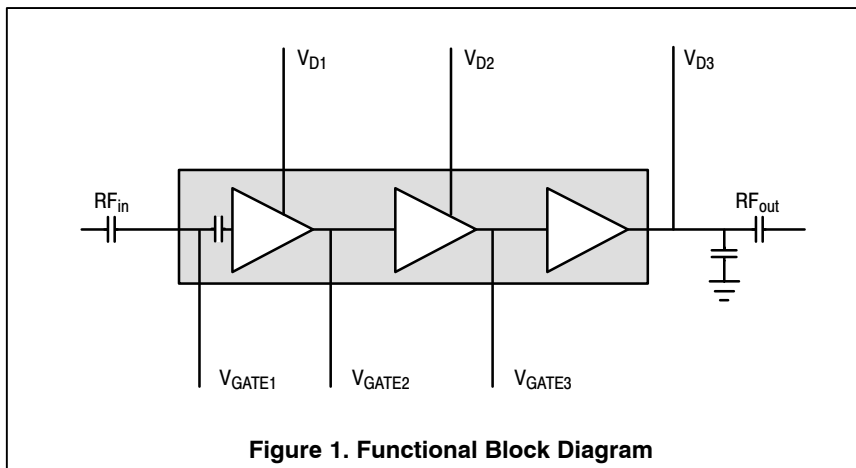 V_D1 V_D2 V_D3
RF_in RF_out
V_GATE1 V_GATE2 V_GATE3
Figure 1. Functional Block Diagram